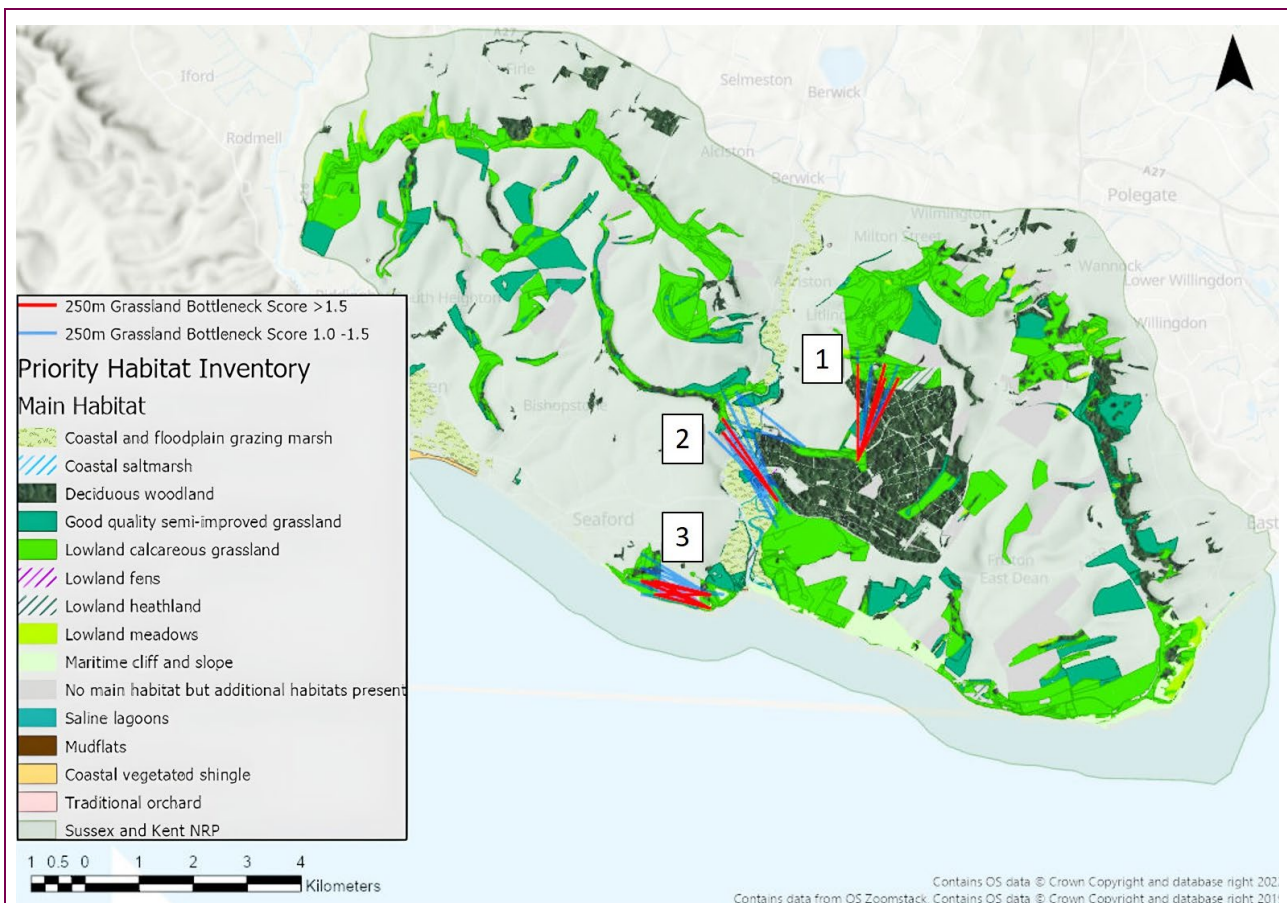 A27
Firle
Iford
Selmeston
Berwick
Rodmell
Alciston
Berwick
A27
Polegate
Wilmington
Milton Street
Wannock
Lower Willingdon
South Heighton
Litlington
Willingdon
1
250m Grassland Bottleneck Score >1.5
250m Grassland Bottleneck Score 1.0 -1.5
Priority Habitat Inventory
Main Habitat
Bishopstone
2
Coastal and floodplain grazing marsh
Coastal saltmarsh
Deciduous woodland
Good quality semi-improved grassland
Seaford
3
Lowland calcareous grassland
Friston
East Dean
Lowland fens
Lowland heathland
Lowland meadows
Maritime cliff and slope
No main habitat but additional habitats present
Saline lagoons
Mudflats
Coastal vegetated shingle
Traditional orchard
Sussex and Kent NRP
1 0.5 0 1 2 3 4
Kilometers
Contains OS data © Crown Copyright and database right 202
Contains data from OS Zoomstack. Contains OS data © Crown Copyright and database right 201